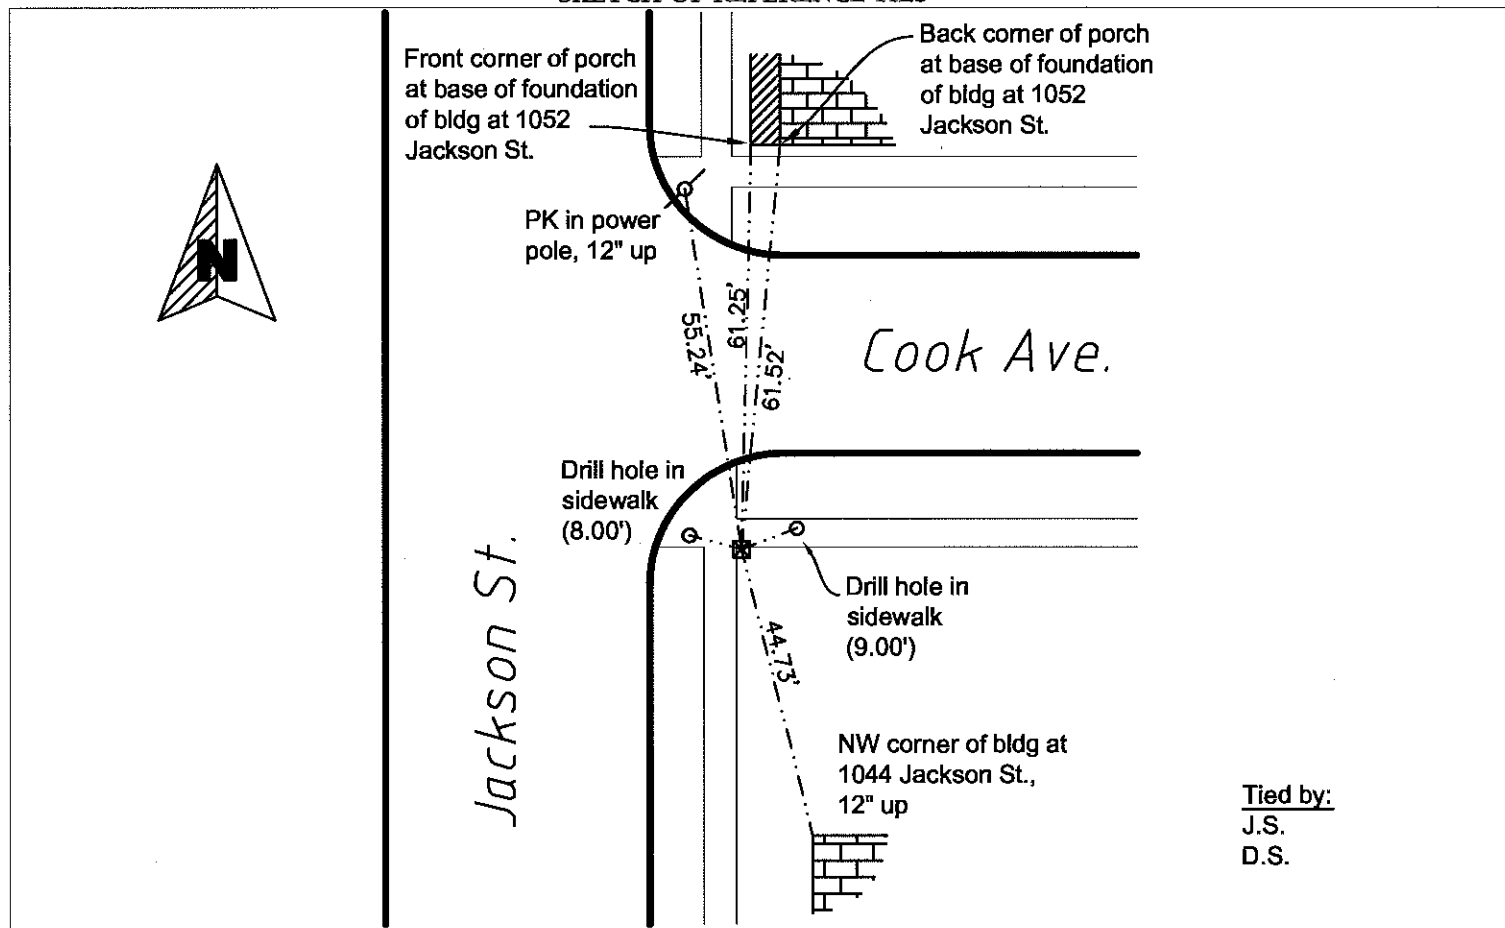 Front corner of porch
at base of foundation
of bldg at 1052
Jackson St.
Back corner of porch
at base of foundation
of bldg at 1052
Jackson St.
N
PK in power
pole, 12" up
55.24'
61.25'
61.52'
Cook Ave.
Drill hole in
sidewalk
(8.00')
Drill hole in
sidewalk
(9.00')
Jackson St.
44.73'
NW corner of bldg at
1044 Jackson St.,
12" up
Tied by:
J.S.
D.S.